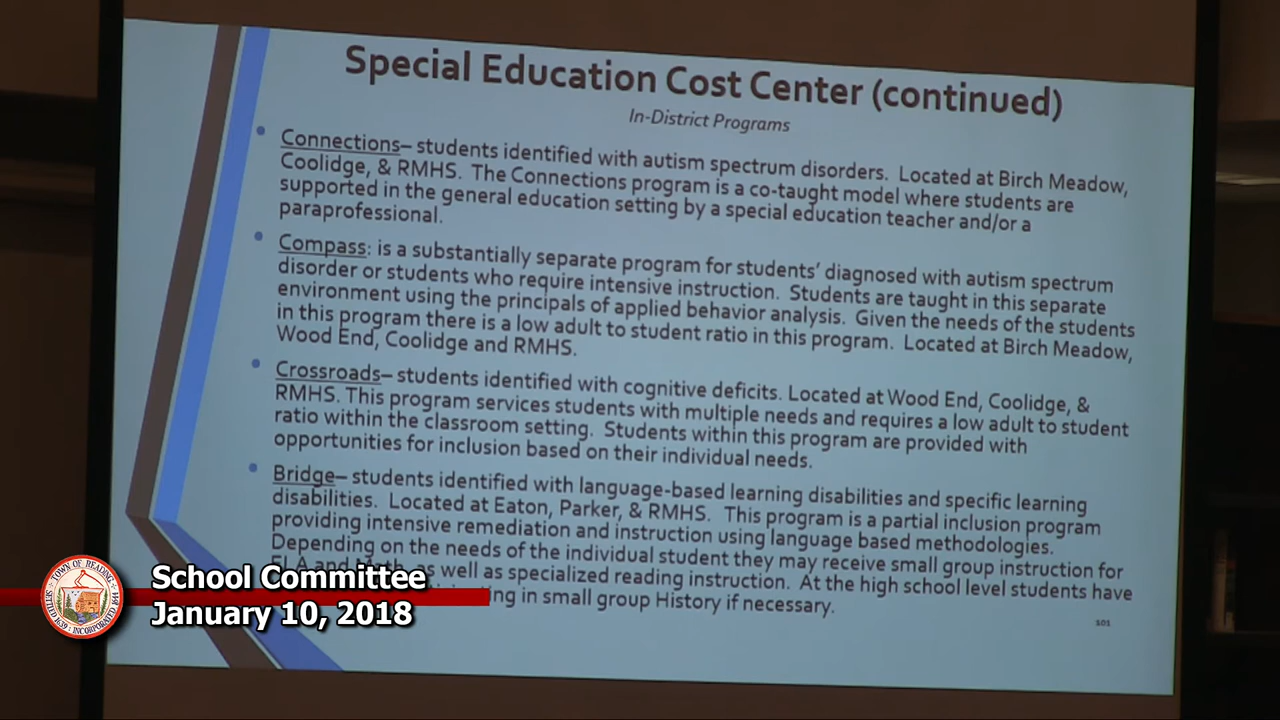 Special Education Cost Center (continued)
In-District Programs
• Connections– students identified with autism spectrum disorders. Located at Birch Meadow,
Coolidge, & RMHS. The Connections program is a co-taught model where students are
supported in the general education setting by a special education teacher and/or a
paraprofessional.
• Compass: is a substantially separate program for students’ diagnosed with autism spectrum
disorder or students who require intensive instruction. Students are taught in this separate
environment using the principals of applied behavior analysis. Given the needs of the students
in this program there is a low adult to student ratio in this program. Located at Birch Meadow,
Wood End, Coolidge and RMHS.
• Crossroads– students identified with cognitive deficits. Located at Wood End, Coolidge, &
RMHS. This program services students with multiple needs and requires a low adult to student
ratio within the classroom setting. Students within this program are provided with
opportunities for inclusion based on their individual needs.
• Bridge– students identified with language-based learning disabilities and specific learning
disabilities. Located at Eaton, Parker, & RMHS. This program is a partial inclusion program
providing intensive remediation and instruction using language based methodologies.
Depending on the needs of the individual student they may receive small group instruction for
ELA and Math as well as specialized reading instruction. At the high school level students have
in small group History if necessary.
101
TOWN OF READING
SETTLED 1639 INCORPORATED 1644
School Committee
January 10, 2018